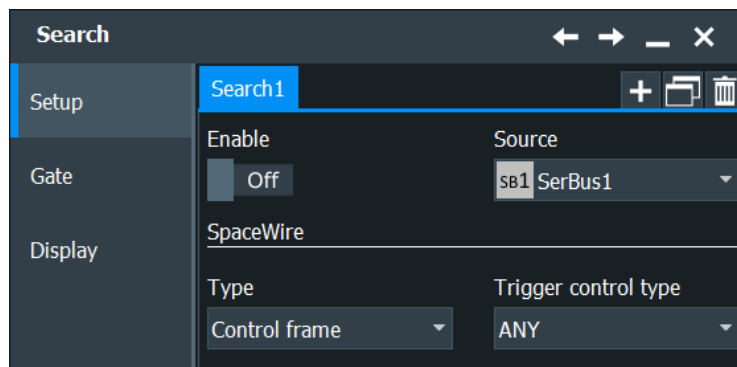 Search
Setup
Gate
Display
Search1
Enable
Source
Off
SB1 SerBus1
SpaceWire
Type
Trigger control type
Control frame
ANY